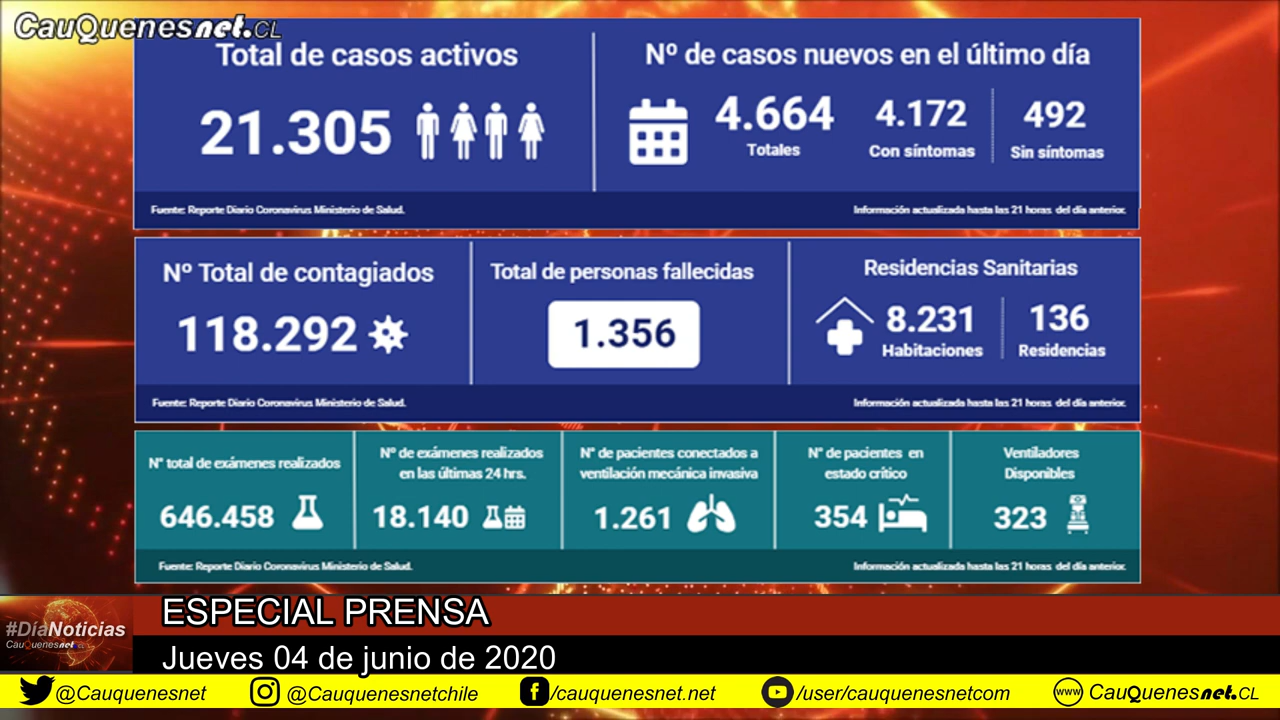 CauQuenesnet.CL
Total de casos activos
21.305
Nº de casos nuevos en el último día
4.664
Totales
4.172
Con síntomas
492
Sin síntomas
Fuente: Reporte Diario Coronavirus Ministerio de Salud.
Información actualizada hasta las 21 horas del día anterior.
Nº Total de contagiados
118.292
Total de personas fallecidas
1.356
Residencias Sanitarias
8.231
Habitaciones
136
Residencias
Fuente: Reporte Diario Coronavirus Ministerio de Salud.
Información actualizada hasta las 21 horas del día anterior.
N° total de exámenes realizados
646.458
N° de exámenes realizados
en las últimas 24 hrs.
18.140
N° de pacientes conectados a
ventilación mecánica invasiva
1.261
N° de pacientes en
estado crítico
354
Ventiladores
Disponibles
323
Fuente: Reporte Diario Coronavirus Ministerio de Salud.
Información actualizada hasta las 21 horas del día anterior.
#DíaNoticias
CauQuenesnet.CL
ESPECIAL PRENSA
Jueves 04 de junio de 2020
@Cauquenesnet
@Cauquenesnetchile
/cauquenesnet.net
/user/cauquenesnetcom
www
CauQuenesnet.CL